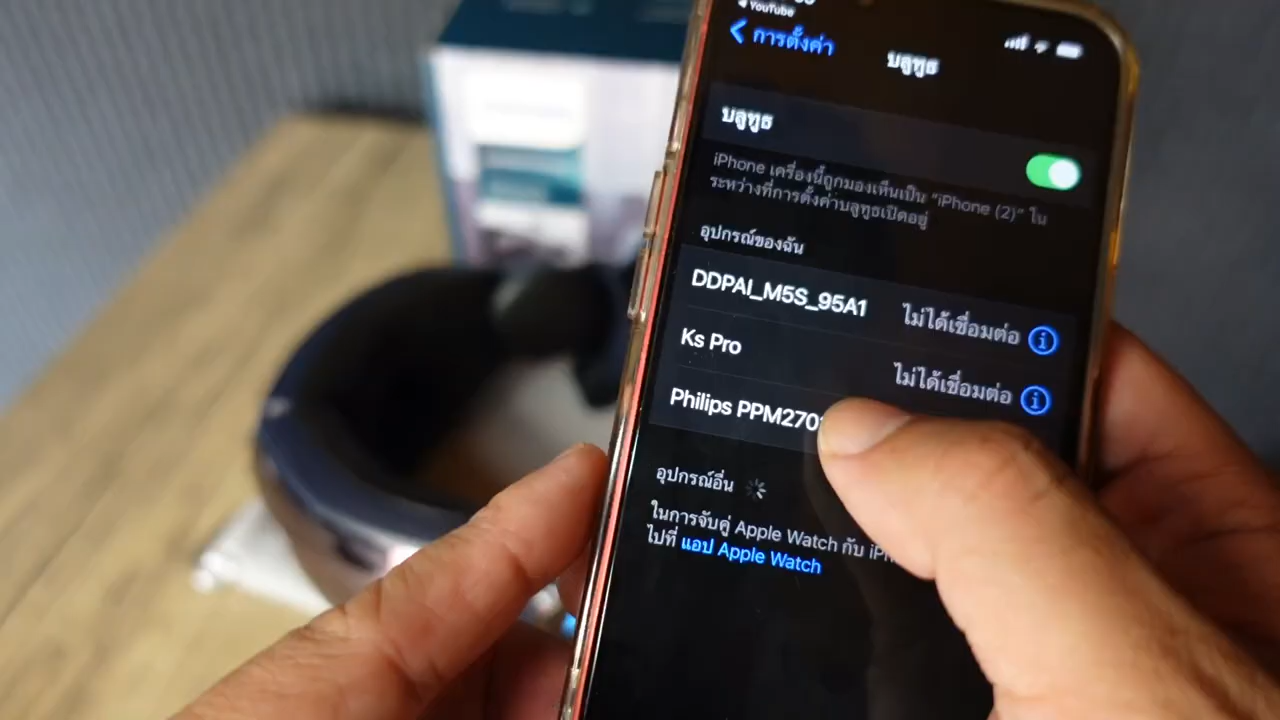 YouTube
การตั้งค่า
บลูทูธ
บลูทูธ
iPhone เครื่องนี้ถูกมองเห็นเป็น “iPhone (2)” ใน
ระหว่างที่การตั้งค่าบลูทูธเปิดอยู่
อุปกรณ์ของฉัน
DDPAI_M5S_95A1 ไม่ได้เชื่อมต่อ
Ks Pro ไม่ได้เชื่อมต่อ
Philips PPM270
อุปกรณ์อื่น
ในการจับคู่ Apple Watch กับ
ไปที่ แอป Apple Watch